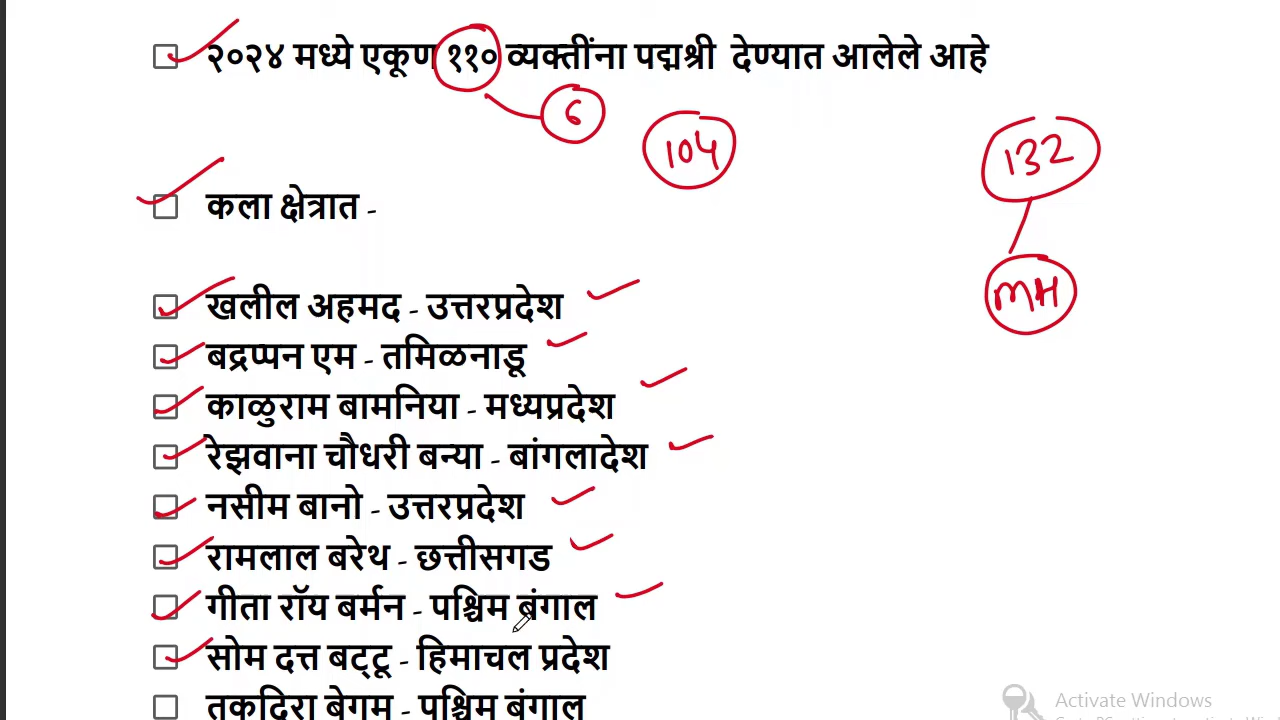 २०२४ मध्ये एकूण ११० व्यक्तींना पद्मश्री देण्यात आलेले आहे
6
104
132
कला क्षेत्रात -
MH
खलील अहमद - उत्तरप्रदेश
बद्रप्पन एम - तमिळनाडू
काळुराम बामनिया - मध्यप्रदेश
रेझवाना चौधरी बन्या - बांगलादेश
नसीम बानो - उत्तरप्रदेश
रामलाल बरेथ - छत्तीसगड
गीता रॉय बर्मन - पश्चिम बंगाल
सोम दत्त बट्टू - हिमाचल प्रदेश
तकदिरा बेगम - पश्चिम बंगाल
Activate Windows